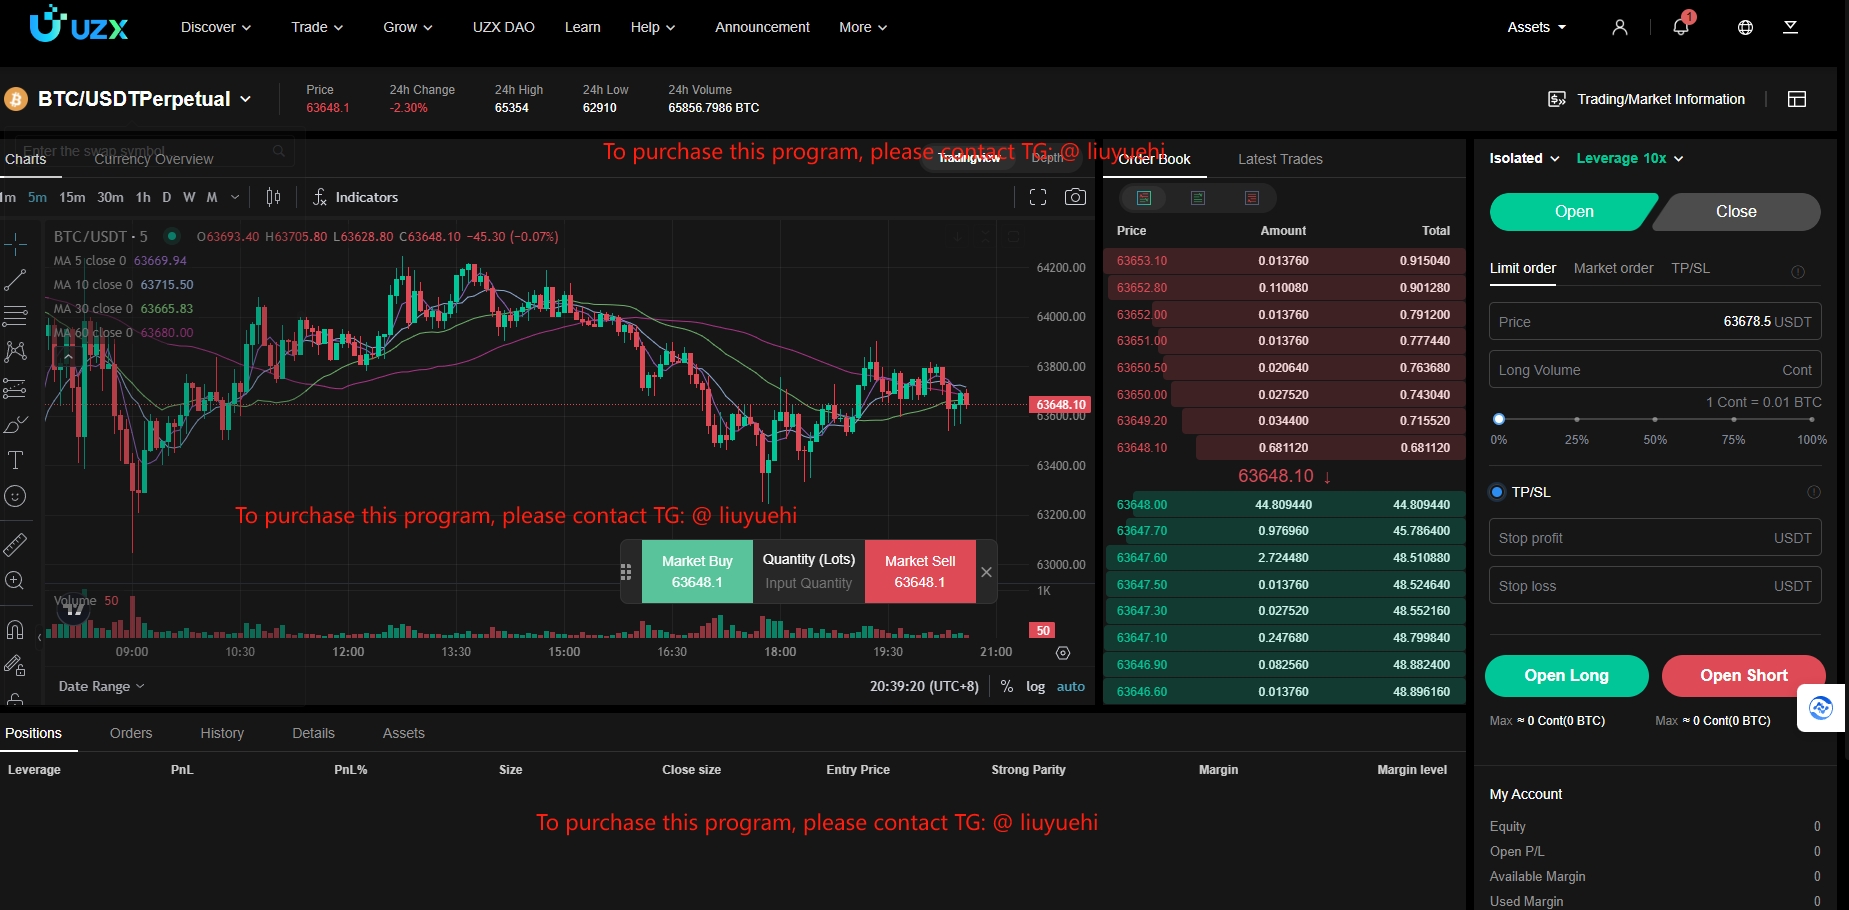 UZX
Discover Trade Grow UZX DAO Learn Help Announcement More Assets 1
BTC/USDTPerpetual
Price 24h Change 24h High 24h Low 24h Volume
63648.1 -2.30% 65354 62910 65856.7986 BTC
Trading/Market Information
Enter the swap symbol
Charts Currency Overview
To purchase this program, please contact TG: @ liuyuehi
Tradingview Depth
1m 5m 15m 30m 1h D W M Indicators
BTC/USDT · 5 O63693.40 H63705.80 L63628.80 C63648.10 −45.30 (−0.07%)
MA 5 close 0 63669.94
MA 10 close 0 63715.50
MA 30 close 0 63665.83
MA 60 close 0 63680.00
64200.00
64000.00
63800.00
63648.10
63600.00
63400.00
63200.00
63000.00
1K
50
To purchase this program, please contact TG: @ liuyuehi
Market Buy
63648.1
Quantity (Lots)
Input Quantity
Market Sell
63648.1
Volume 50
09:00 10:30 12:00 13:30 15:00 16:30 18:00 19:30 21:00
Date Range 20:39:20 (UTC+8) % log auto
Order Book Latest Trades
Price Amount Total
63653.10 0.013760 0.915040
63652.80 0.110080 0.901280
63652.00 0.013760 0.791200
63651.00 0.013760 0.777440
63650.50 0.020640 0.763680
63650.00 0.027520 0.743040
63649.20 0.034400 0.715520
63648.10 0.681120 0.681120
63648.10 ↓
63648.00 44.809440 44.809440
63647.70 0.976960 45.786400
63647.60 2.724480 48.510880
63647.50 0.013760 48.524640
63647.30 0.027520 48.552160
63647.10 0.247680 48.799840
63646.90 0.082560 48.882400
63646.60 0.013760 48.896160
Isolated Leverage 10x
Open Close
Limit order Market order TP/SL
Price 63678.5 USDT
Long Volume Cont
1 Cont = 0.01 BTC
0% 25% 50% 75% 100%
TP/SL
Stop profit USDT
Stop loss USDT
Open Long Open Short
Max ≈ 0 Cont(0 BTC) Max ≈ 0 Cont(0 BTC)
Positions Orders History Details Assets
Leverage PnL PnL% Size Close size Entry Price Strong Parity Margin Margin level
To purchase this program, please contact TG: @ liuyuehi
My Account
Equity 0
Open P/L 0
Available Margin 0
Used Margin 0